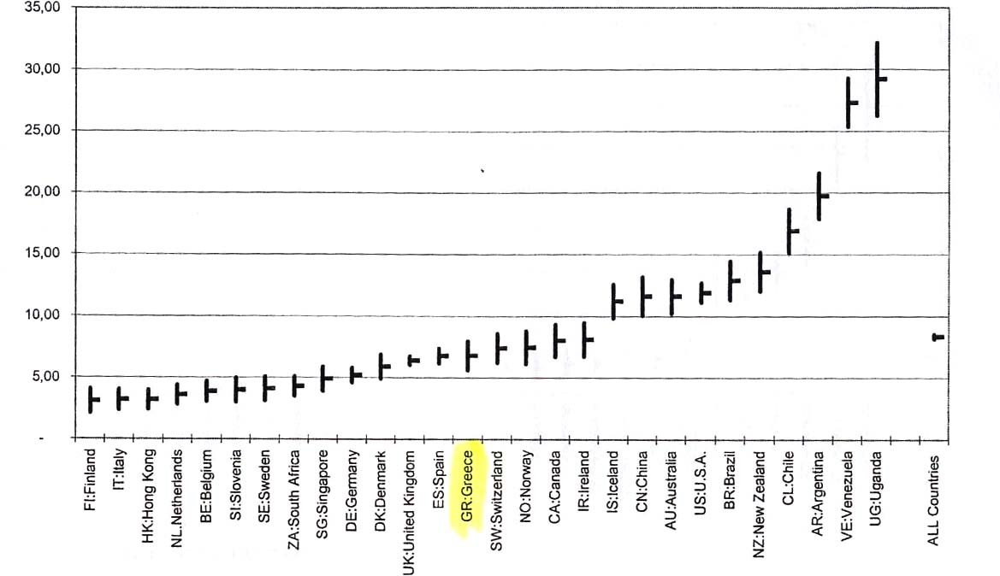 35,00
30,00
25,00
20,00
15,00
10,00
5,00
-
FI:Finland
IT:Italy
HK:Hong Kong
NL.Netherlands
BE:Belgium
SI:Slovenia
SE:Sweden
ZA:South Africa
SG:Singapore
DE:Germany
DK:Denmark
UK:United Kingdom
ES:Spain
GR:Greece
SW:Switzerland
NO:Norway
CA:Canada
IR:Ireland
IS:Iceland
CN:China
AU:Australia
US:U.S.A.
BR:Brazil
NZ:New Zealand
CL:Chile
AR:Argentina
VE:Venezuela
UG:Uganda
ALL Countries